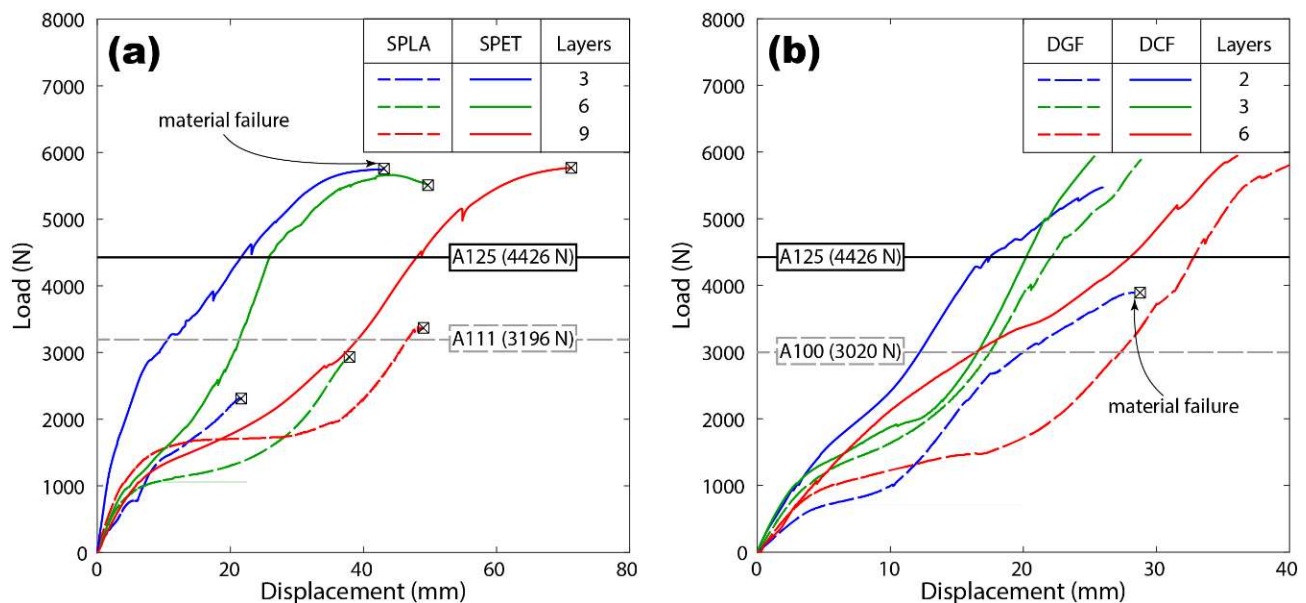 (a)
SPLA SPET Layers
3
6
9
material failure
A125 (4426 N)
A111 (3196 N)
Load (N)
8000
7000
6000
5000
4000
3000
2000
1000
0
0 20 40 60 80
Displacement (mm)
(b)
DGF DCF Layers
2
3
6
A125 (4426 N)
A100 (3020 N)
material failure
Load (N)
8000
7000
6000
5000
4000
3000
2000
1000
0
0 10 20 30 40
Displacement (mm)